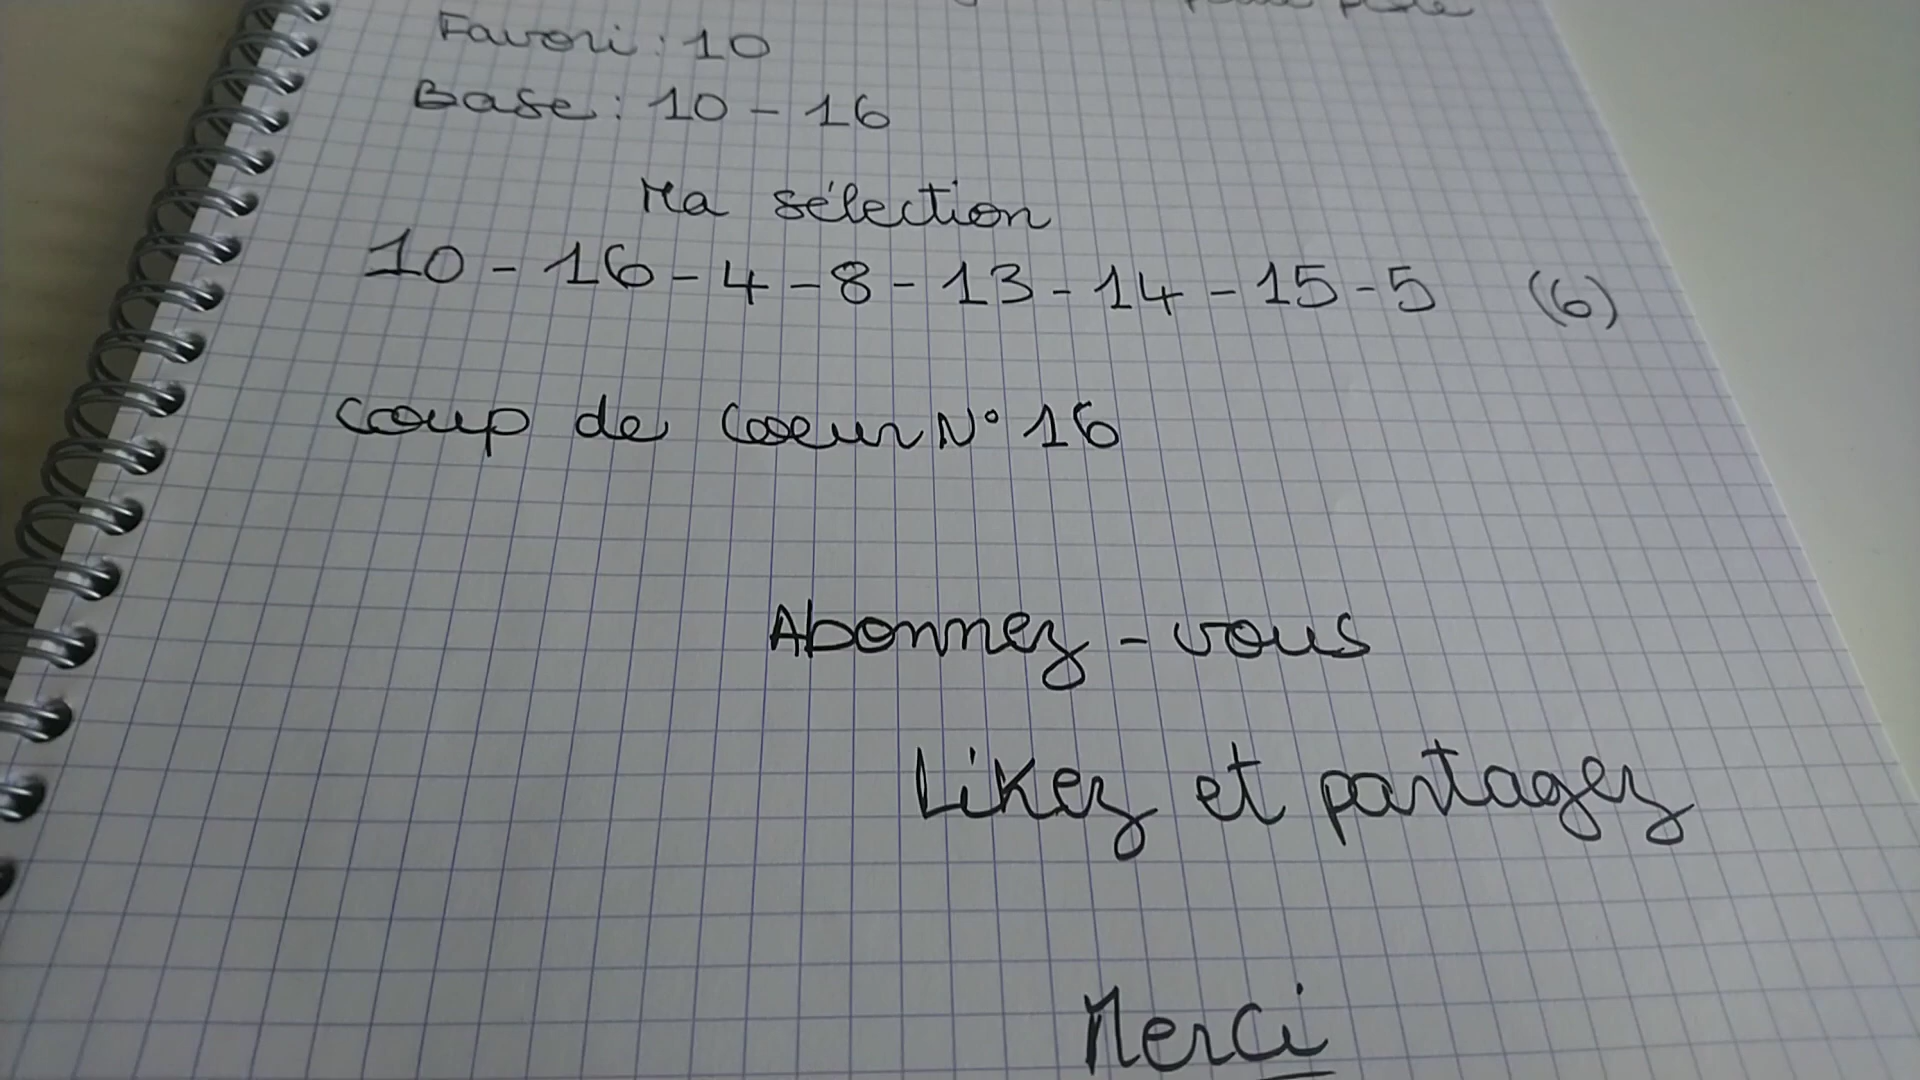 Favori : 10
Base : 10 - 16
Ma sélection
10 - 16 - 4 - 8 - 13 - 14 - 15 - 5 (6)
Coup de Coeur N° 16
Abonnez - vous
Likez et partagez
Merci